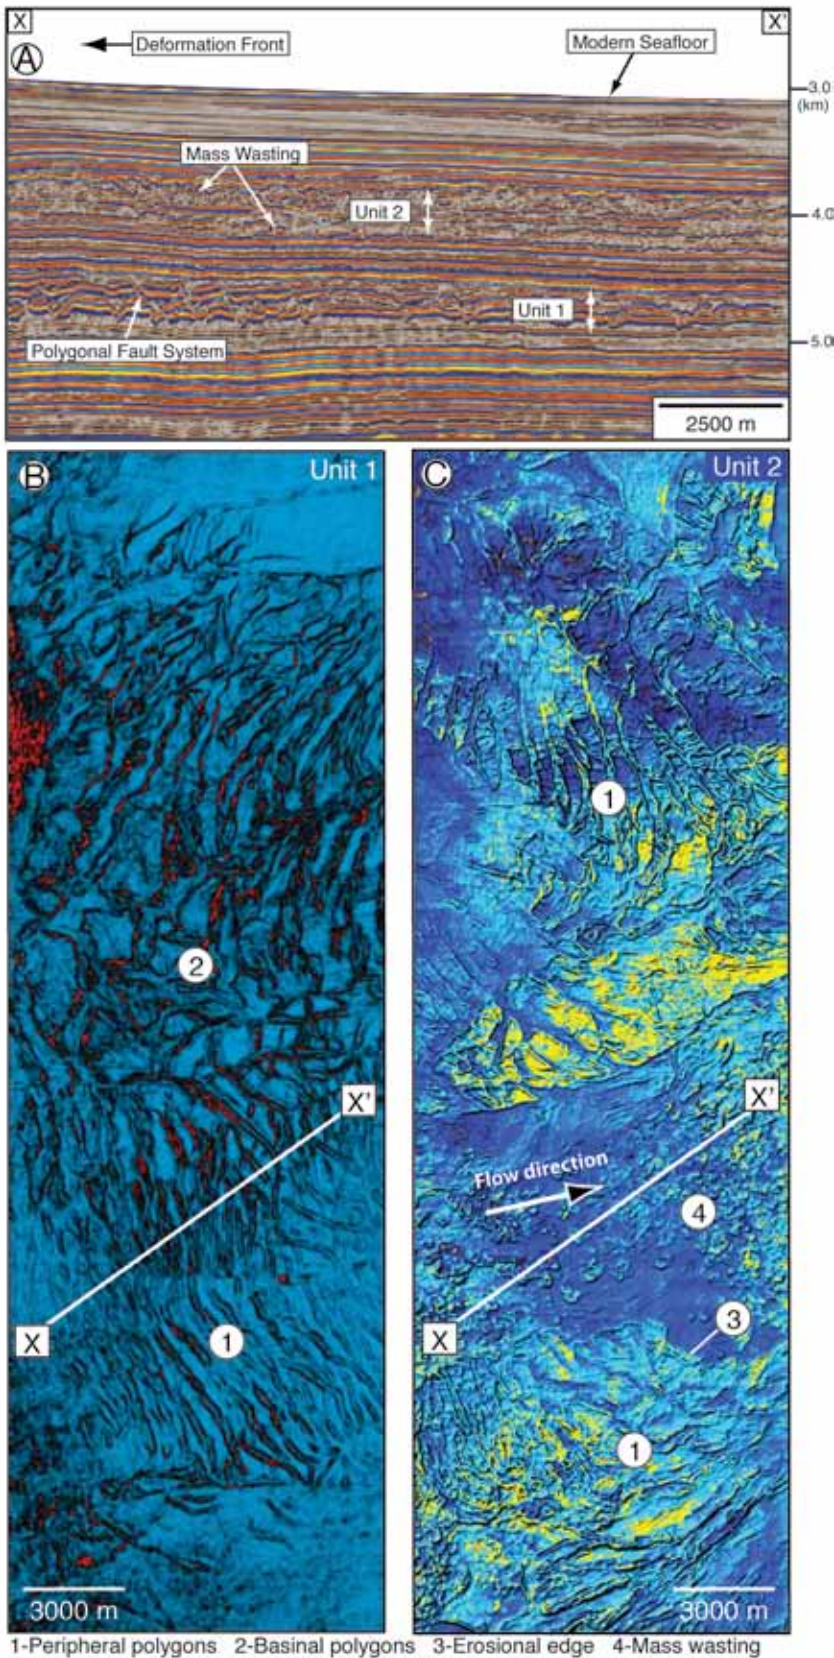 X
X'
A
Deformation Front
Modern Seafloor
3.0
(km)
Mass Wasting
Unit 2
4.0
Unit 1
Polygonal Fault System
5.0
2500 m
B
Unit 1
2
X'
X
1
3000 m
C
Unit 2
1
X'
Flow direction
4
X
3
1
3000 m
1-Peripheral polygons 2-Basinal polygons 3-Erosional edge 4-Mass wasting